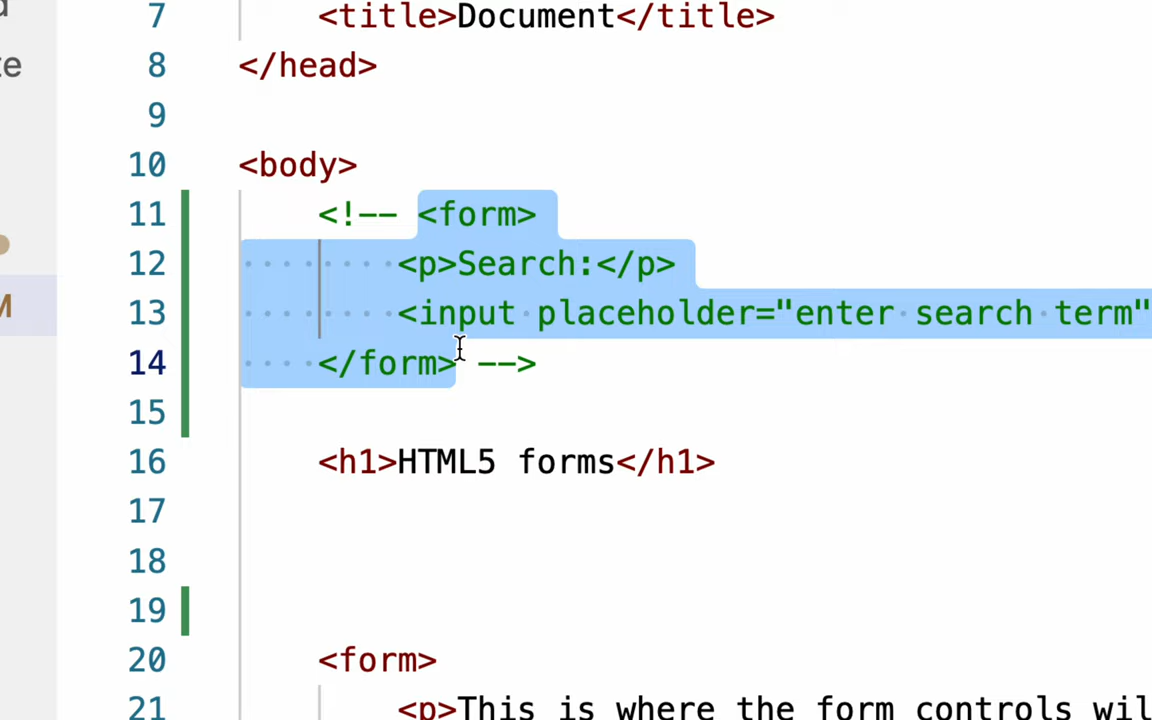 7 <title>Document</title>
8 </head>
9
10 <body>
11 <!-- <form>
12 <p>Search:</p>
13 <input placeholder="enter search term"
14 </form> -->
15
16 <h1>HTML5 forms</h1>
17
18
19
20 <form>
21 <p>This is where the form controls wil
te
M